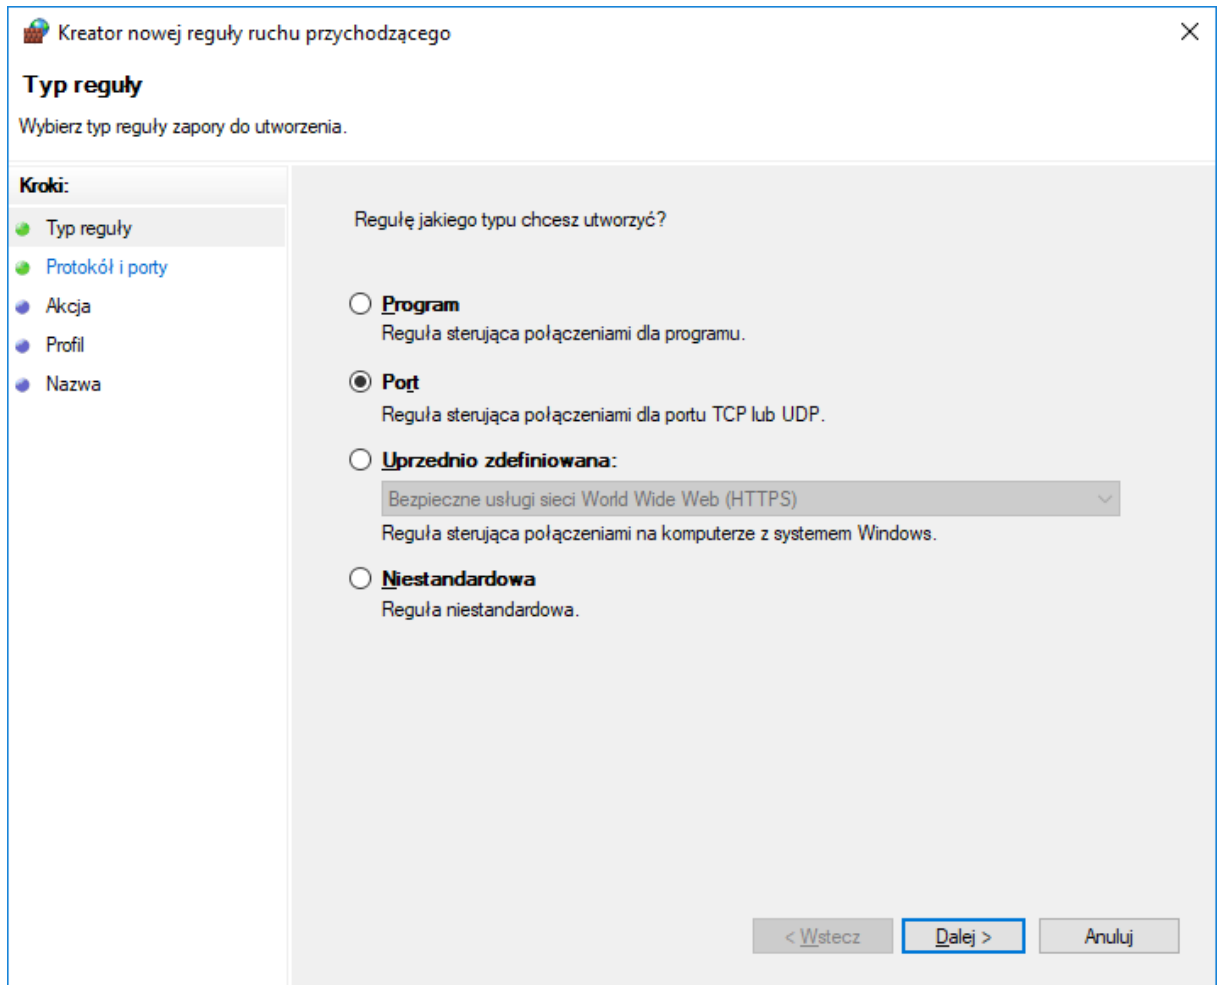 Kreator nowej reguły ruchu przychodzącego
Typ reguły
Wybierz typ reguły zapory do utworzenia.
Kroki:
Typ reguły
Protokół i porty
Akcja
Profil
Nazwa
Regułę jakiego typu chcesz utworzyć?
Program
Reguła sterująca połączeniami dla programu.
Port
Reguła sterująca połączeniami dla portu TCP lub UDP.
Uprzednio zdefiniowana:
Bezpieczne usługi sieci World Wide Web (HTTPS)
Reguła sterująca połączeniami na komputerze z systemem Windows.
Niestandardowa
Reguła niestandardowa.
< Wstecz
Dalej >
Anuluj